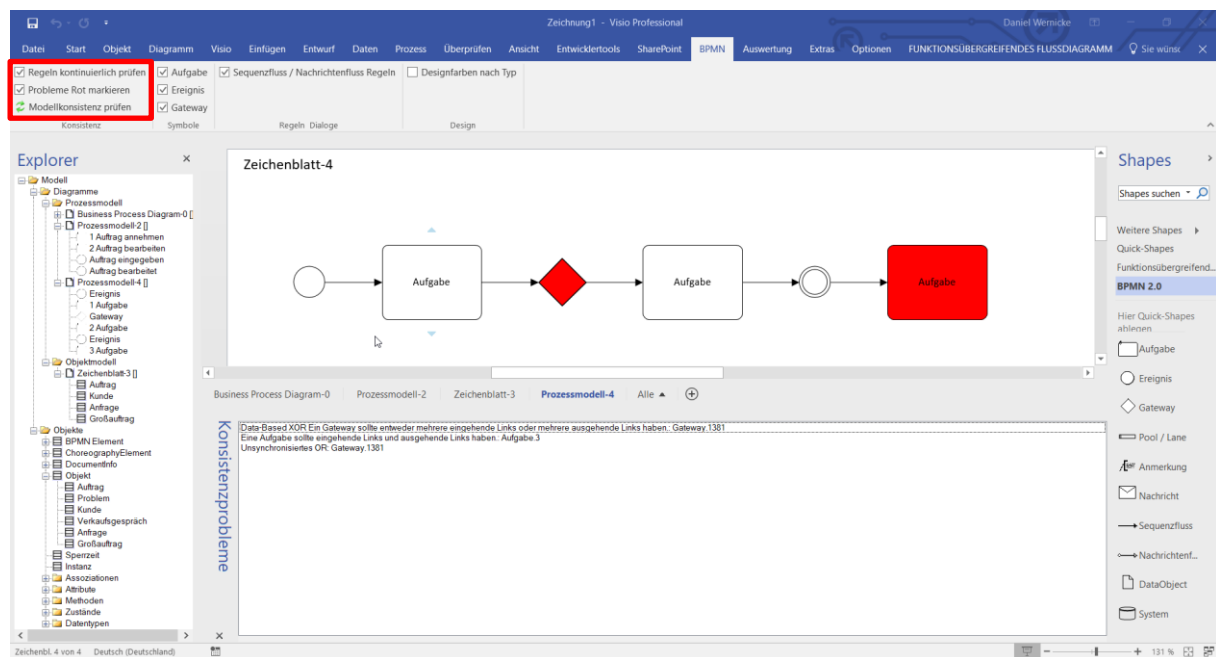 Zeichnung1 - Visio Professional
Daniel Wernicke
Datei Start Objekt Diagramm Visio Einfügen Entwurf Daten Prozess Überprüfen Ansicht Entwicklertools SharePoint BPMN Auswertung Extras Optionen FUNKTIONSÜBERGREIFENDES FLUSSDIAGRAMM Sie wünsc
Regeln kontinuierlich prüfen Aufgabe Sequenzfluss / Nachrichtenfluss Regeln Designfarben nach Typ
Probleme Rot markieren Ereignis
Modellkonsistenz prüfen Gateway
Konsistenz Symbole Regeln Dialoge Design
Explorer
Modell
Diagramme
Prozessmodell
Business Process Diagram-0 []
Prozessmodell-2 []
1 Auftrag annehmen
2 Auftrag bearbeiten
Auftrag eingegeben
Auftrag bearbeitet
Prozessmodell-4 []
Ereignis
1 Aufgabe
Gateway
2 Aufgabe
Ereignis
3 Aufgabe
Objektmodell
Zeichenblatt-3 []
Auftrag
Kunde
Anfrage
Großauftrag
Objekte
BPMN Element
ChoreographyElement
DocumentInfo
Objekt
Auftrag
Problem
Kunde
Verkaufsgespräch
Anfrage
Großauftrag
Sperrzeit
Instanz
Assoziationen
Attribute
Methoden
Zustände
Datentypen
Zeichenblatt-4
Aufgabe Aufgabe Aufgabe
Business Process Diagram-0 Prozessmodell-2 Zeichenblatt-3 Prozessmodell-4 Alle
Konsistenzprobleme
Data-Based XOR Ein Gateway sollte entweder mehrere eingehende Links oder mehrere ausgehende Links haben.: Gateway.1381
Eine Aufgabe sollte eingehende Links und ausgehende Links haben.: Aufgabe.3
Unsynchronisiertes OR: Gateway.1381
Shapes
Shapes suchen
Weitere Shapes
Quick-Shapes
Funktionsübergreifend...
BPMN 2.0
Hier Quick-Shapes
ablegen
Aufgabe
Ereignis
Gateway
Pool / Lane
Anmerkung
Nachricht
Sequenzfluss
Nachrichtenf...
DataObject
System
Zeichenbl. 4 von 4 Deutsch (Deutschland) 131 %